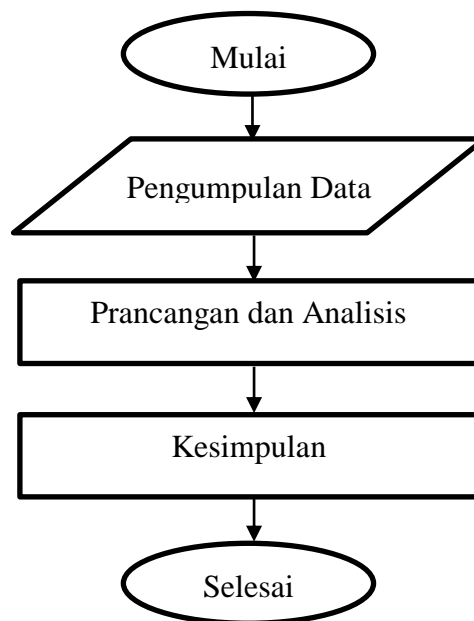 Mulai
Pengumpulan Data
Prancangan dan Analisis
Kesimpulan
Selesai